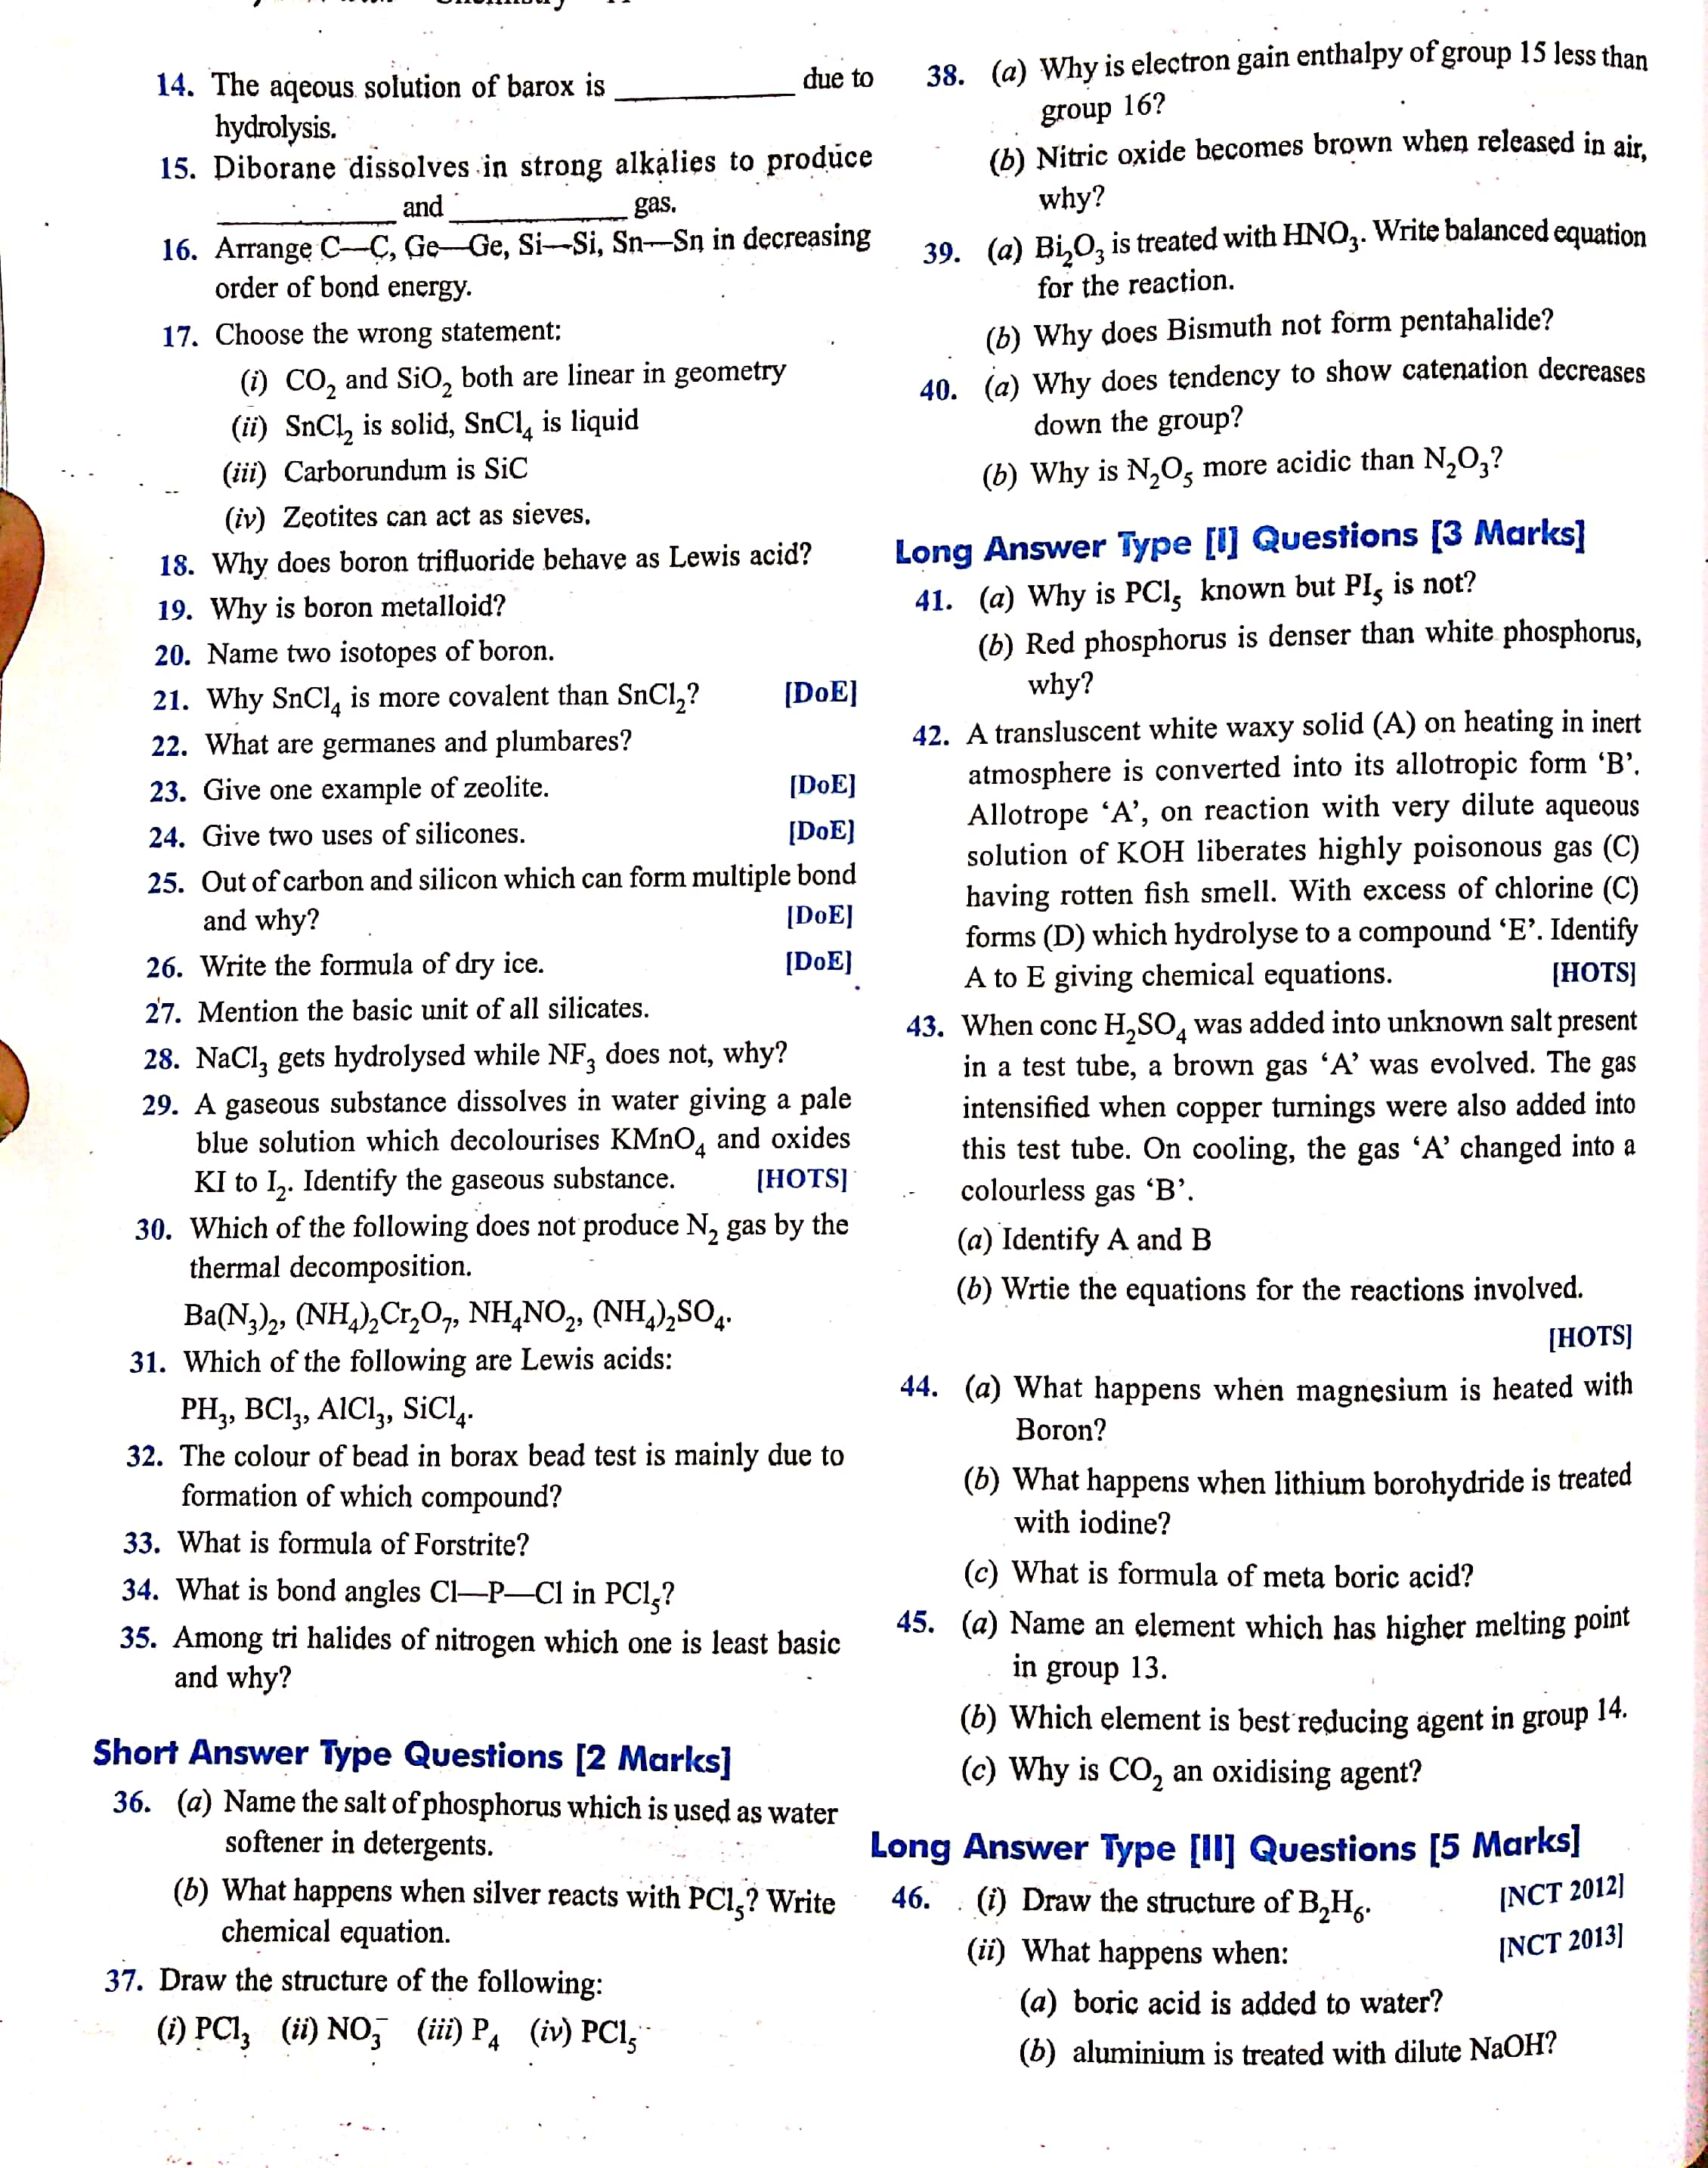 14. The aqeous solution of barox is __________ due to
hydrolysis.
15. Diborane dissolves in strong alkalies to produce
__________ and __________ gas.
16. Arrange C—C, Ge—Ge, Si—Si, Sn—Sn in decreasing
order of bond energy.
17. Choose the wrong statement:
(i) CO₂ and SiO₂ both are linear in geometry
(ii) SnCl₂ is solid, SnCl₄ is liquid
(iii) Carborundum is SiC
(iv) Zeotites can act as sieves.
18. Why does boron trifluoride behave as Lewis acid?
19. Why is boron metalloid?
20. Name two isotopes of boron.
21. Why SnCl₄ is more covalent than SnCl₂? [DoE]
22. What are germanes and plumbares?
23. Give one example of zeolite. [DoE]
24. Give two uses of silicones. [DoE]
25. Out of carbon and silicon which can form multiple bond
and why? [DoE]
26. Write the formula of dry ice. [DoE]
27. Mention the basic unit of all silicates.
28. NaCl₃ gets hydrolysed while NF₃ does not, why?
29. A gaseous substance dissolves in water giving a pale
blue solution which decolourises KMnO₄ and oxides
KI to I₂. Identify the gaseous substance. [HOTS]
30. Which of the following does not produce N₂ gas by the
thermal decomposition.
Ba(N₃)₂, (NH₄)₂Cr₂O₇, NH₄NO₂, (NH₄)₂SO₄.
31. Which of the following are Lewis acids:
PH₃, BCl₃, AlCl₃, SiCl₄.
32. The colour of bead in borax bead test is mainly due to
formation of which compound?
33. What is formula of Forstrite?
34. What is bond angles Cl—P—Cl in PCl₅?
35. Among tri halides of nitrogen which one is least basic
and why?
Short Answer Type Questions [2 Marks]
36. (a) Name the salt of phosphorus which is used as water
softener in detergents.
(b) What happens when silver reacts with PCl₅? Write
chemical equation.
37. Draw the structure of the following:
(i) PCl₃ (ii) NO₃⁻ (iii) P₄ (iv) PCl₅
38. (a) Why is electron gain enthalpy of group 15 less than
group 16?
(b) Nitric oxide becomes brown when released in air,
why?
39. (a) Bi₂O₃ is treated with HNO₃. Write balanced equation
for the reaction.
(b) Why does Bismuth not form pentahalide?
40. (a) Why does tendency to show catenation decreases
down the group?
(b) Why is N₂O₅ more acidic than N₂O₃?
Long Answer Type [I] Questions [3 Marks]
41. (a) Why is PCl₅ known but PI₅ is not?
(b) Red phosphorus is denser than white phosphorus,
why?
42. A transluscent white waxy solid (A) on heating in inert
atmosphere is converted into its allotropic form ‘B’.
Allotrope ‘A’, on reaction with very dilute aqueous
solution of KOH liberates highly poisonous gas (C)
having rotten fish smell. With excess of chlorine (C)
forms (D) which hydrolyse to a compound ‘E’. Identify
A to E giving chemical equations. [HOTS]
43. When conc H₂SO₄ was added into unknown salt present
in a test tube, a brown gas ‘A’ was evolved. The gas
intensified when copper turnings were also added into
this test tube. On cooling, the gas ‘A’ changed into a
colourless gas ‘B’.
(a) Identify A and B
(b) Wrtie the equations for the reactions involved.
[HOTS]
44. (a) What happens when magnesium is heated with
Boron?
(b) What happens when lithium borohydride is treated
with iodine?
(c) What is formula of meta boric acid?
45. (a) Name an element which has higher melting point
in group 13.
(b) Which element is best reducing agent in group 14.
(c) Why is CO₂ an oxidising agent?
Long Answer Type [II] Questions [5 Marks]
46. (i) Draw the structure of B₂H₆. [NCT 2012]
(ii) What happens when: [NCT 2013]
(a) boric acid is added to water?
(b) aluminium is treated with dilute NaOH?